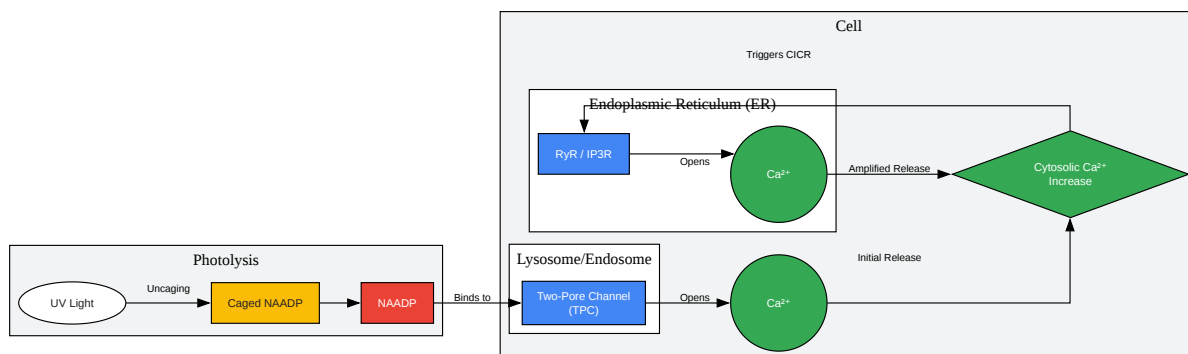 Cell
Triggers CICR
Endoplasmic Reticulum (ER)
RyR / IP3R
Opens
Ca²⁺
Amplified Release
Cytosolic Ca²⁺
Increase
Photolysis
UV Light
Uncaging
Caged NAADP
NAADP
Binds to
Lysosome/Endosome
Two-Pore Channel
(TPC)
Opens
Ca²⁺
Initial Release